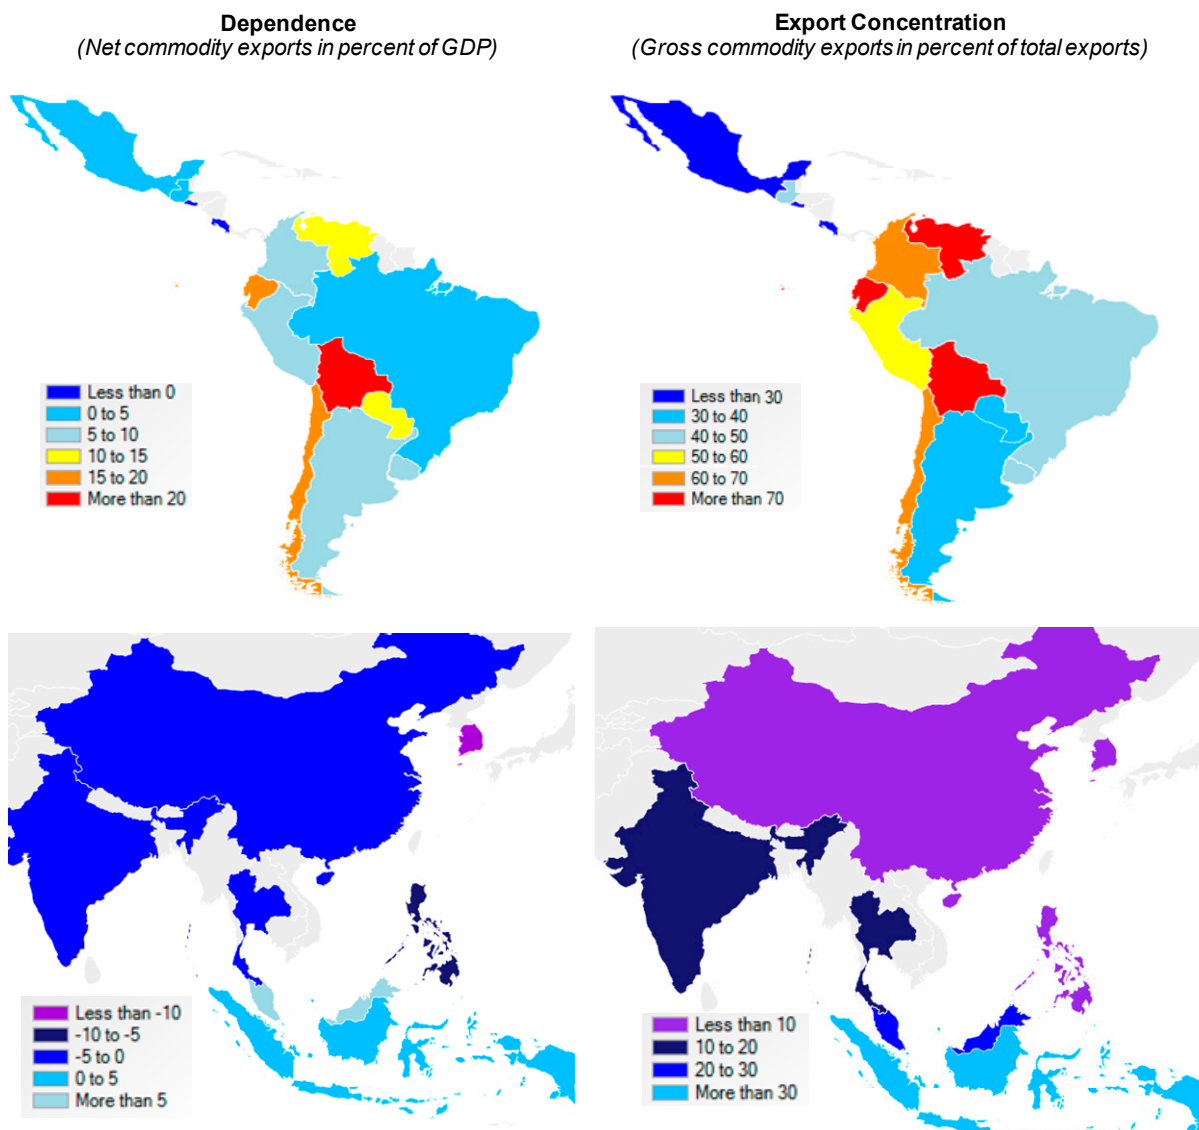 Dependence
(Net commodity exports in percent of GDP)
Export Concentration
(Gross commodity exports in percent of total exports)
Less than 0
0 to 5
5 to 10
10 to 15
15 to 20
More than 20
Less than 30
30 to 40
40 to 50
50 to 60
60 to 70
More than 70
Less than -10
-10 to -5
-5 to 0
0 to 5
More than 5
Less than 10
10 to 20
20 to 30
More than 30